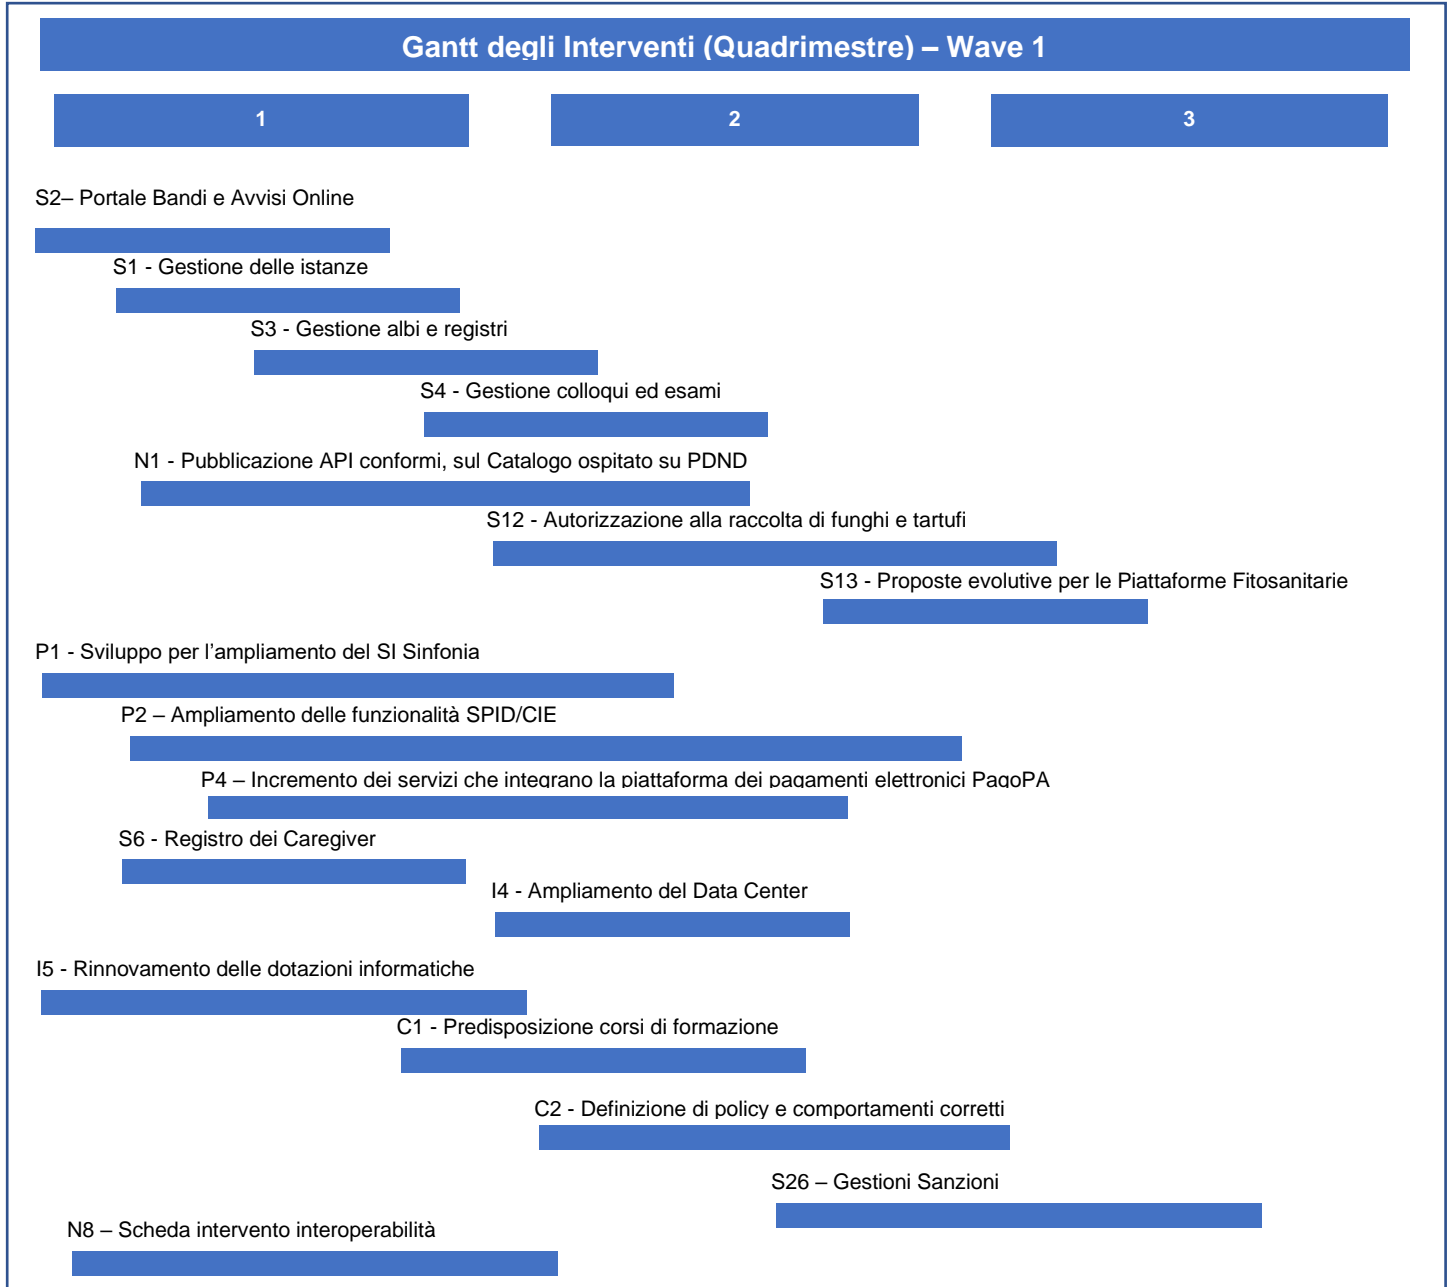 Gantt degli Interventi (Quadrimestre) – Wave 1
1
2
3
S2– Portale Bandi e Avvisi Online
S1 - Gestione delle istanze
S3 - Gestione albi e registri
S4 - Gestione colloqui ed esami
N1 - Pubblicazione API conformi, sul Catalogo ospitato su PDND
S12 - Autorizzazione alla raccolta di funghi e tartufi
S13 - Proposte evolutive per le Piattaforme Fitosanitarie
P1 - Sviluppo per l’ampliamento del SI Sinfonia
P2 – Ampliamento delle funzionalità SPID/CIE
P4 – Incremento dei servizi che integrano la piattaforma dei pagamenti elettronici PagoPA
S6 - Registro dei Caregiver
I4 - Ampliamento del Data Center
I5 - Rinnovamento delle dotazioni informatiche
C1 - Predisposizione corsi di formazione
C2 - Definizione di policy e comportamenti corretti
S26 – Gestioni Sanzioni
N8 – Scheda intervento interoperabilità